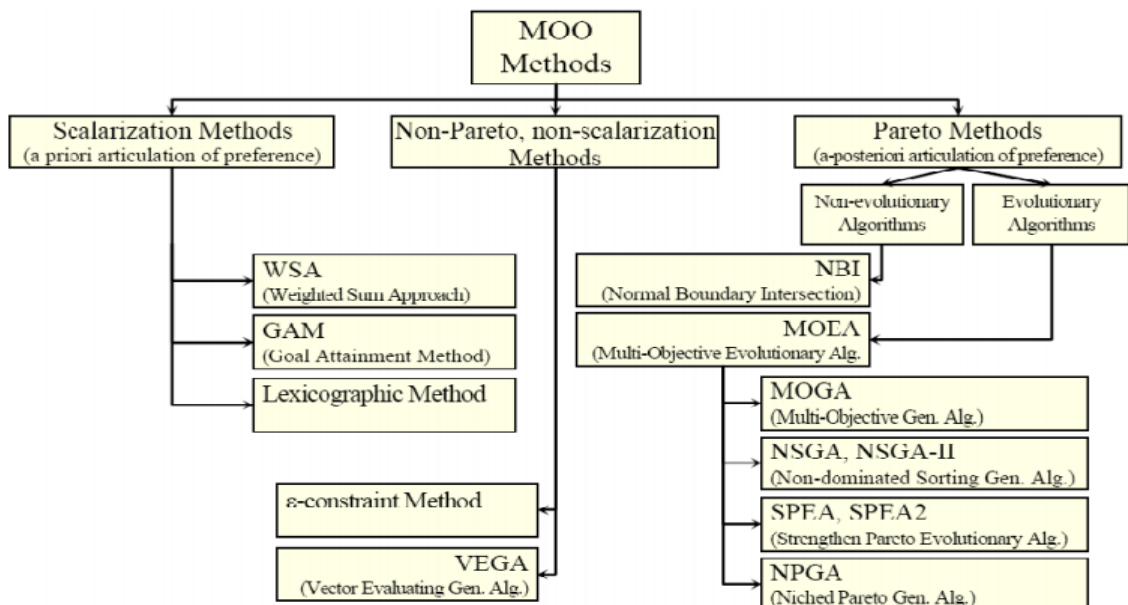 MOO
Methods
Scalarization Methods
(a priori articulation of preference)
Non-Pareto, non-scalarization
Methods
Pareto Methods
(a-posteriori articulation of preference)
Non-evolutionary
Algorithms
Evolutionary
Algorithms
WSA
(Weighted Sum Approach)
GAM
(Goal Attainment Method)
Lexicographic Method
ε-constraint Method
VEGA
(Vector Evaluating Gen. Alg.)
NBI
(Normal Boundary Intersection)
MOEA
(Multi-Objective Evolutionary Alg.
MOGA
(Multi-Objective Gen. Alg.)
NSGA, NSGA-II
(Non-dominated Sorting Gen. Alg.)
SPEA, SPEA2
(Strengthen Pareto Evolutionary Alg.)
NPGA
(Niched Pareto Gen. Alg.)